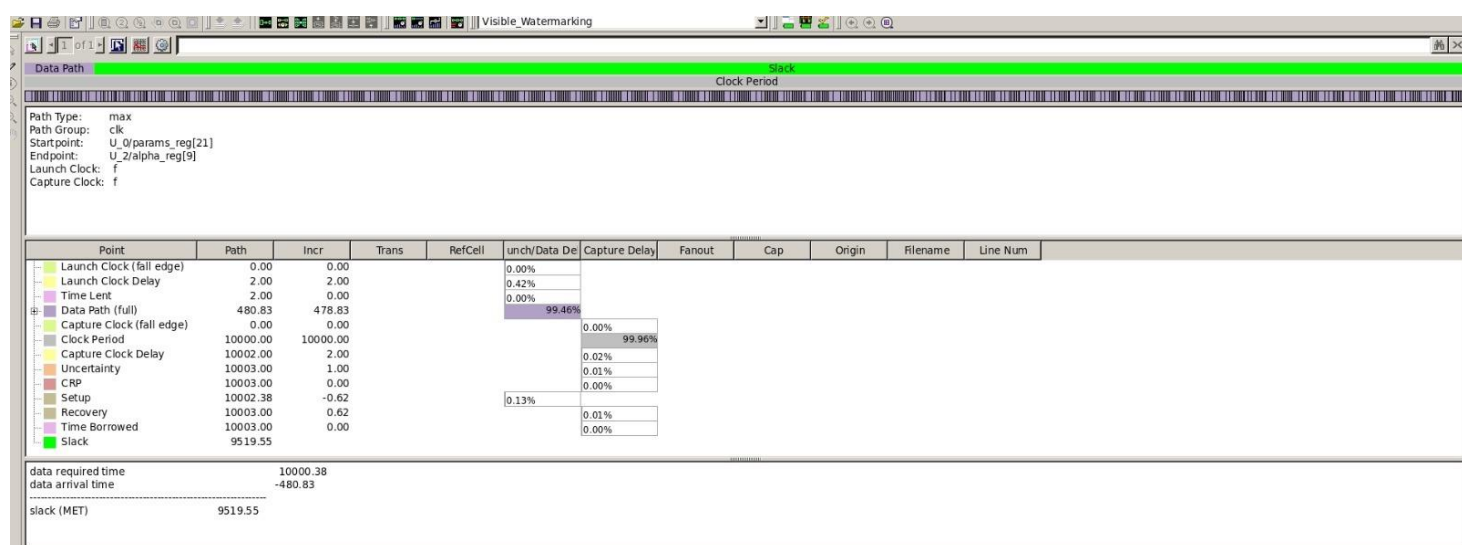 Visible_Watermarking
1 of 1
Data Path Slack
Clock Period
Path Type: max
Path Group: clk
Startpoint: U_0/params_reg[21]
Endpoint: U_2/alpha_reg[9]
Launch Clock: f
Capture Clock: f
Point Path Incr Trans RefCell unch/Data De Capture Delay Fanout Cap Origin Filename Line Num
Launch Clock (fall edge) 0.00 0.00 0.00%
Launch Clock Delay 2.00 2.00 0.42%
Time Lent 2.00 0.00 0.00%
Data Path (full) 480.83 478.83 99.46%
Capture Clock (fall edge) 0.00 0.00 0.00%
Clock Period 10000.00 10000.00 99.96%
Capture Clock Delay 10002.00 2.00 0.02%
Uncertainty 10003.00 1.00 0.01%
CRP 10003.00 0.00 0.00%
Setup 10002.38 -0.62 0.13%
Recovery 10003.00 0.62 0.01%
Time Borrowed 10003.00 0.00 0.00%
Slack 9519.55
data required time 10000.38
data arrival time -480.83
--------------------------------------------------------------
slack (MET) 9519.55